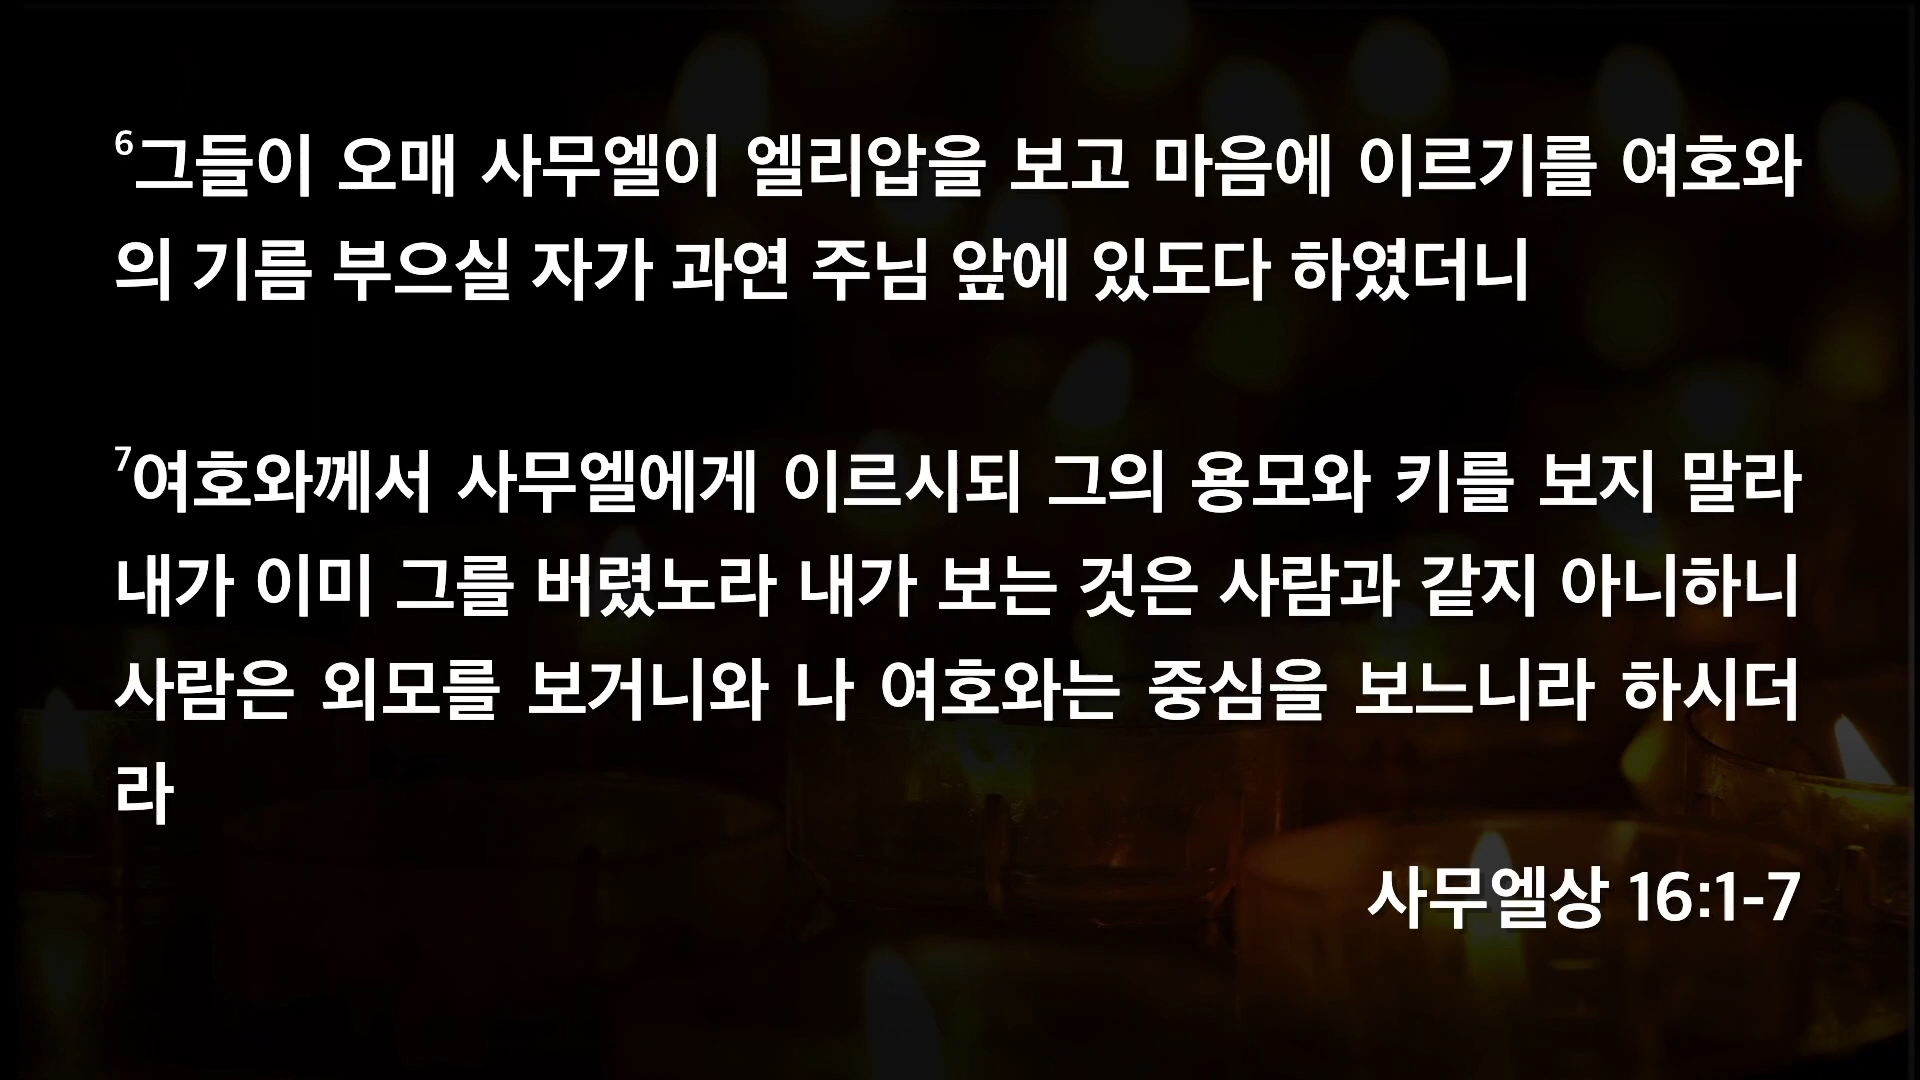 6그들이 오매 사무엘이 엘리압을 보고 마음에 이르기를 여호와
의 기름 부으실 자가 과연 주님 앞에 있도다 하였더니
7여호와께서 사무엘에게 이르시되 그의 용모와 키를 보지 말라
내가 이미 그를 버렸노라 내가 보는 것은 사람과 같지 아니하니
사람은 외모를 보거니와 나 여호와는 중심을 보느니라 하시더
라
사무엘상 16:1-7